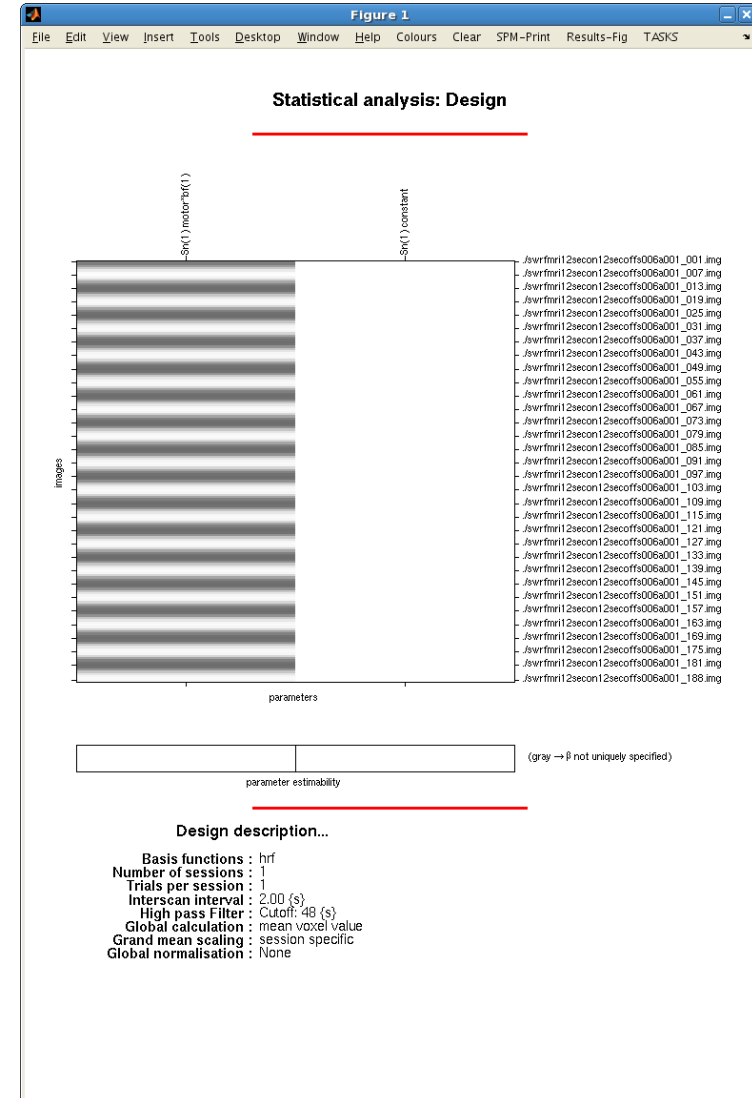 Figure 1
File Edit View Insert Tools Desktop Window Help Colours Clear SPM-Print Results-Fig TASKS
Statistical analysis: Design
Sn(1) motor*bf(1)
Sn(1) constant
./swrfmri12secon12secoffs006a001_001.img
./swrfmri12secon12secoffs006a001_007.img
./swrfmri12secon12secoffs006a001_013.img
./swrfmri12secon12secoffs006a001_019.img
./swrfmri12secon12secoffs006a001_025.img
./swrfmri12secon12secoffs006a001_031.img
./swrfmri12secon12secoffs006a001_037.img
./swrfmri12secon12secoffs006a001_043.img
./swrfmri12secon12secoffs006a001_049.img
./swrfmri12secon12secoffs006a001_055.img
./swrfmri12secon12secoffs006a001_061.img
./swrfmri12secon12secoffs006a001_067.img
./swrfmri12secon12secoffs006a001_073.img
./swrfmri12secon12secoffs006a001_079.img
./swrfmri12secon12secoffs006a001_085.img
./swrfmri12secon12secoffs006a001_091.img
./swrfmri12secon12secoffs006a001_097.img
./swrfmri12secon12secoffs006a001_103.img
./swrfmri12secon12secoffs006a001_109.img
./swrfmri12secon12secoffs006a001_115.img
./swrfmri12secon12secoffs006a001_121.img
./swrfmri12secon12secoffs006a001_127.img
./swrfmri12secon12secoffs006a001_133.img
./swrfmri12secon12secoffs006a001_139.img
./swrfmri12secon12secoffs006a001_145.img
./swrfmri12secon12secoffs006a001_151.img
./swrfmri12secon12secoffs006a001_157.img
./swrfmri12secon12secoffs006a001_163.img
./swrfmri12secon12secoffs006a001_169.img
./swrfmri12secon12secoffs006a001_175.img
./swrfmri12secon12secoffs006a001_181.img
./swrfmri12secon12secoffs006a001_188.img
images
parameters
(gray → β not uniquely specified)
parameter estimability
Design description...
Basis functions : hrf
Number of sessions : 1
Trials per session : 1
Interscan interval : 2.00 {s}
High pass Filter : Cutoff: 48 {s}
Global calculation : mean voxel value
Grand mean scaling : session specific
Global normalisation : None